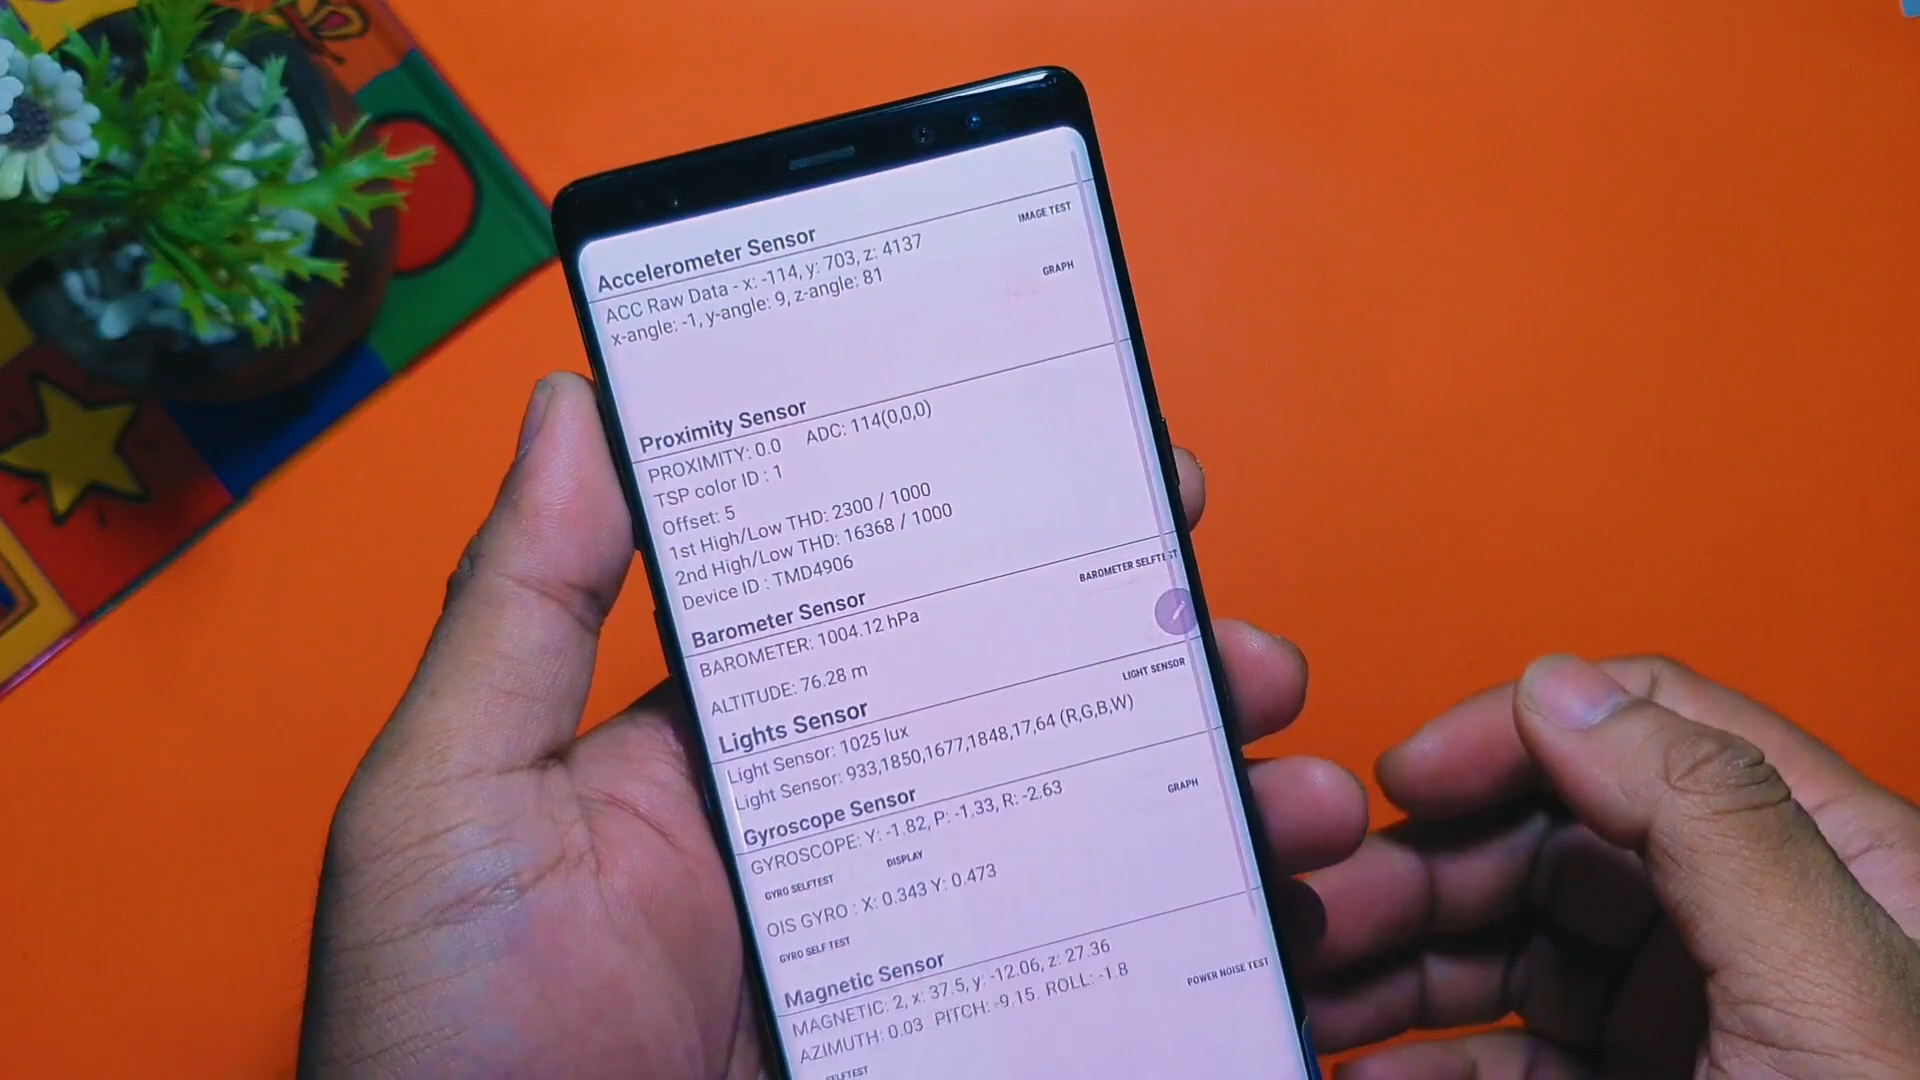 Accelerometer Sensor
IMAGE TEST
ACC Raw Data - x: -114, y: 703, z: 4137
x-angle: -1, y-angle: 9, z-angle: 81
GRAPH
Proximity Sensor
PROXIMITY: 0.0 ADC: 114(0,0,0)
TSP color ID : 1
Offset: 5
1st High/Low THD: 2300 / 1000
2nd High/Low THD: 16368 / 1000
Device ID : TMD4906
Barometer Sensor
BAROMETER SELFTEST
BAROMETER: 1004.12 hPa
ALTITUDE: 76.28 m
Lights Sensor
LIGHT SENSOR
Light Sensor: 1025 lux
Light Sensor: 933,1850,1677,1848,17,64 (R,G,B,W)
Gyroscope Sensor
GYROSCOPE: Y: -1.82, P: -1.33, R: -2.63
GRAPH
GYRO SELFTEST DISPLAY
OIS GYRO : X: 0.343 Y: 0.473
GYRO SELF TEST
Magnetic Sensor
MAGNETIC: 2, x: 37.5, y: -12.06, z: 27.36
AZIMUTH: 0.03 PITCH: -9.15 ROLL: -1.8
POWER NOISE TEST
SELFTEST